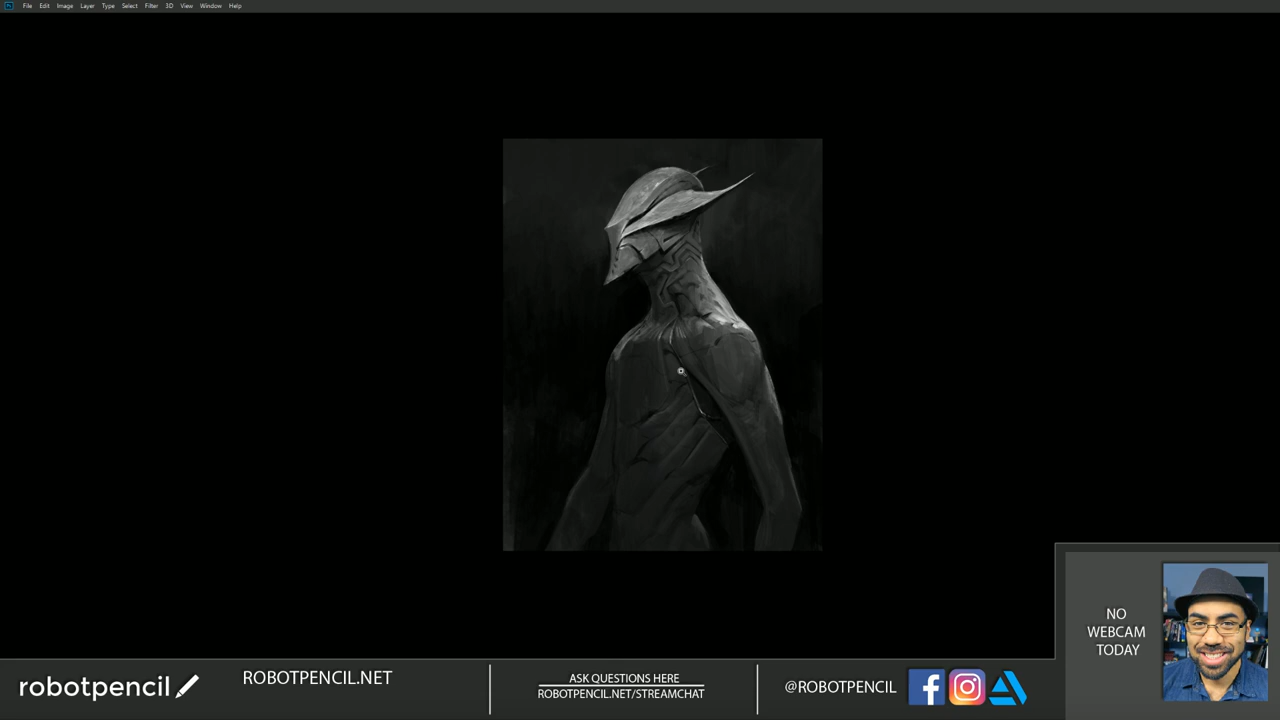 Ps File Edit Image Layer Type Select Filter 3D View Window Help
NO
WEBCAM
TODAY
robotpencil
ROBOTPENCIL.NET
ASK QUESTIONS HERE
ROBOTPENCIL.NET/STREAMCHAT
@ROBOTPENCIL